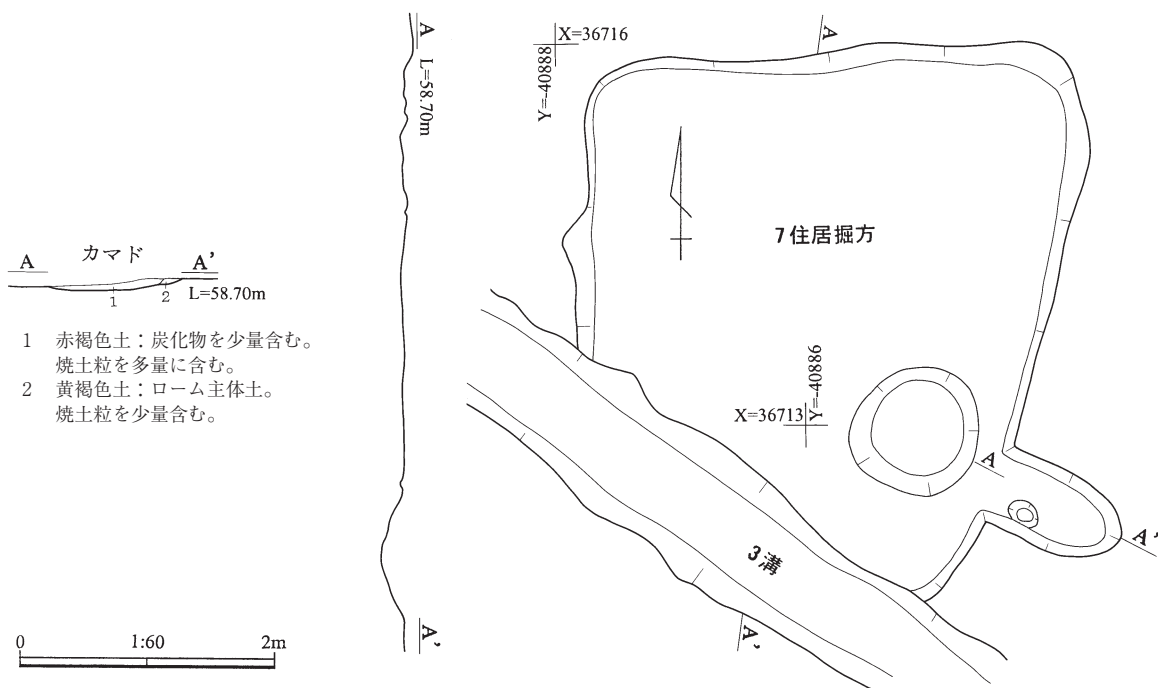 カマド
A A’
1 2 L=58.70m
1 赤褐色土：炭化物を少量含む。
焼土粒を多量に含む。
2 黄褐色土：ローム主体土。
焼土粒を少量含む。
0 1:60 2m
A
L=58.70m
A’
X=36716
Y=-40888
A
7住居掘方
X=36713
Y=-40886
A
A’
3溝
A’